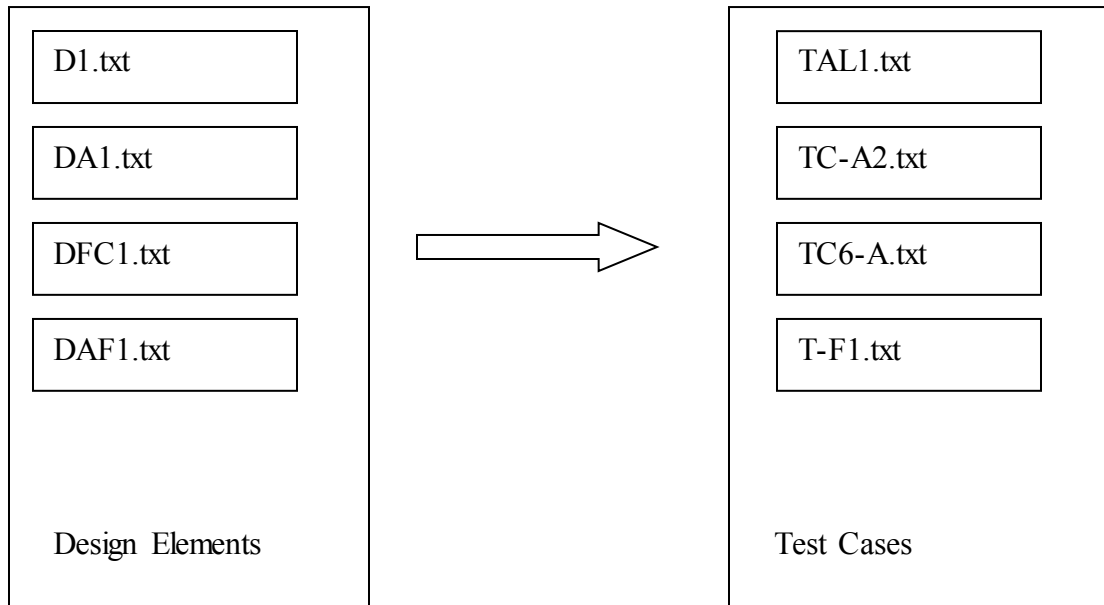 D1.txt
DA1.txt
DFC1.txt
DAF1.txt
Design Elements
TAL1.txt
TC-A2.txt
TC6-A.txt
T-F1.txt
Test Cases